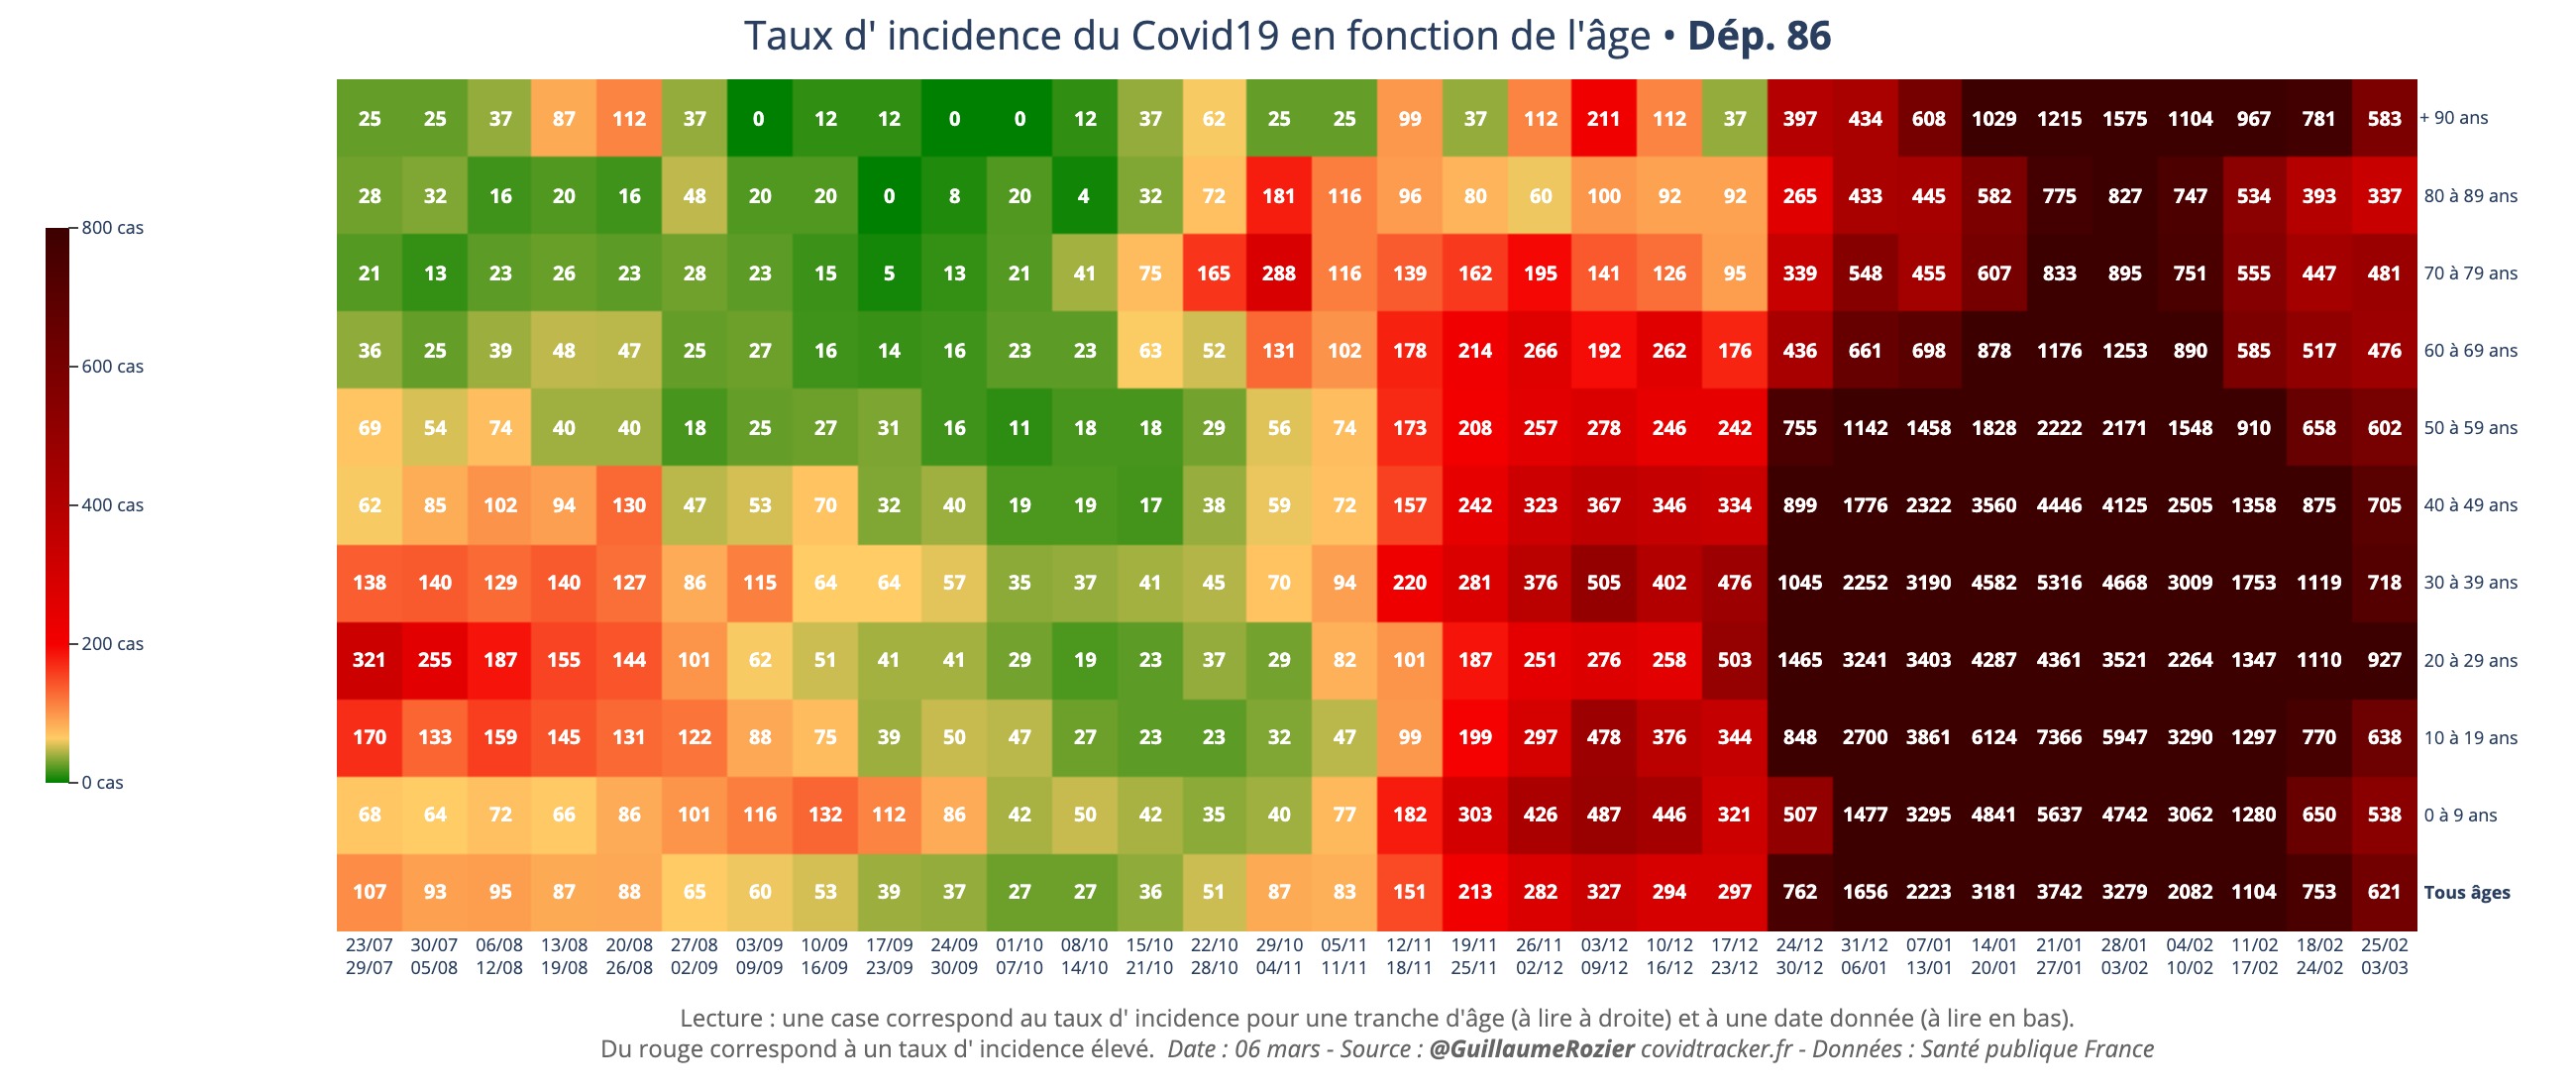 Taux d' incidence du Covid19 en fonction de l'âge • Dép. 86
25 25 37 87 112 37 0 12 12 0 0 12 37 62 25 25 99 37 112 211 112 37 397 434 608 1029 1215 1575 1104 967 781 583 + 90 ans
28 32 16 20 16 48 20 20 0 8 20 4 32 72 181 116 96 80 60 100 92 92 265 433 445 582 775 827 747 534 393 337 80 à 89 ans
800 cas
21 13 23 26 23 28 23 15 5 13 21 41 75 165 288 116 139 162 195 141 126 95 339 548 455 607 833 895 751 555 447 481 70 à 79 ans
36 25 39 48 47 25 27 16 14 16 23 23 63 52 131 102 178 214 266 192 262 176 436 661 698 878 1176 1253 890 585 517 476 60 à 69 ans
600 cas
69 54 74 40 40 18 25 27 31 16 11 18 18 29 56 74 173 208 257 278 246 242 755 1142 1458 1828 2222 2171 1548 910 658 602 50 à 59 ans
400 cas
62 85 102 94 130 47 53 70 32 40 19 19 17 38 59 72 157 242 323 367 346 334 899 1776 2322 3560 4446 4125 2505 1358 875 705 40 à 49 ans
138 140 129 140 127 86 115 64 64 57 35 37 41 45 70 94 220 281 376 505 402 476 1045 2252 3190 4582 5316 4668 3009 1753 1119 718 30 à 39 ans
200 cas
321 255 187 155 144 101 62 51 41 41 29 19 23 37 29 82 101 187 251 276 258 503 1465 3241 3403 4287 4361 3521 2264 1347 1110 927 20 à 29 ans
170 133 159 145 131 122 88 75 39 50 47 27 23 23 32 47 99 199 297 478 376 344 848 2700 3861 6124 7366 5947 3290 1297 770 638 10 à 19 ans
0 cas
68 64 72 66 86 101 116 132 112 86 42 50 42 35 40 77 182 303 426 487 446 321 507 1477 3295 4841 5637 4742 3062 1280 650 538 0 à 9 ans
107 93 95 87 88 65 60 53 39 37 27 27 36 51 87 83 151 213 282 327 294 297 762 1656 2223 3181 3742 3279 2082 1104 753 621 Tous âges
23/07 30/07 06/08 13/08 20/08 27/08 03/09 10/09 17/09 24/09 01/10 08/10 15/10 22/10 29/10 05/11 12/11 19/11 26/11 03/12 10/12 17/12 24/12 31/12 07/01 14/01 21/01 28/01 04/02 11/02 18/02 25/02
29/07 05/08 12/08 19/08 26/08 02/09 09/09 16/09 23/09 30/09 07/10 14/10 21/10 28/10 04/11 11/11 18/11 25/11 02/12 09/12 16/12 23/12 30/12 06/01 13/01 20/01 27/01 03/02 10/02 17/02 24/02 03/03
Lecture : une case correspond au taux d' incidence pour une tranche d'âge (à lire à droite) et à une date donnée (à lire en bas).
Du rouge correspond à un taux d' incidence élevé. Date : 06 mars - Source : @GuillaumeRozier covidtracker.fr - Données : Santé publique France